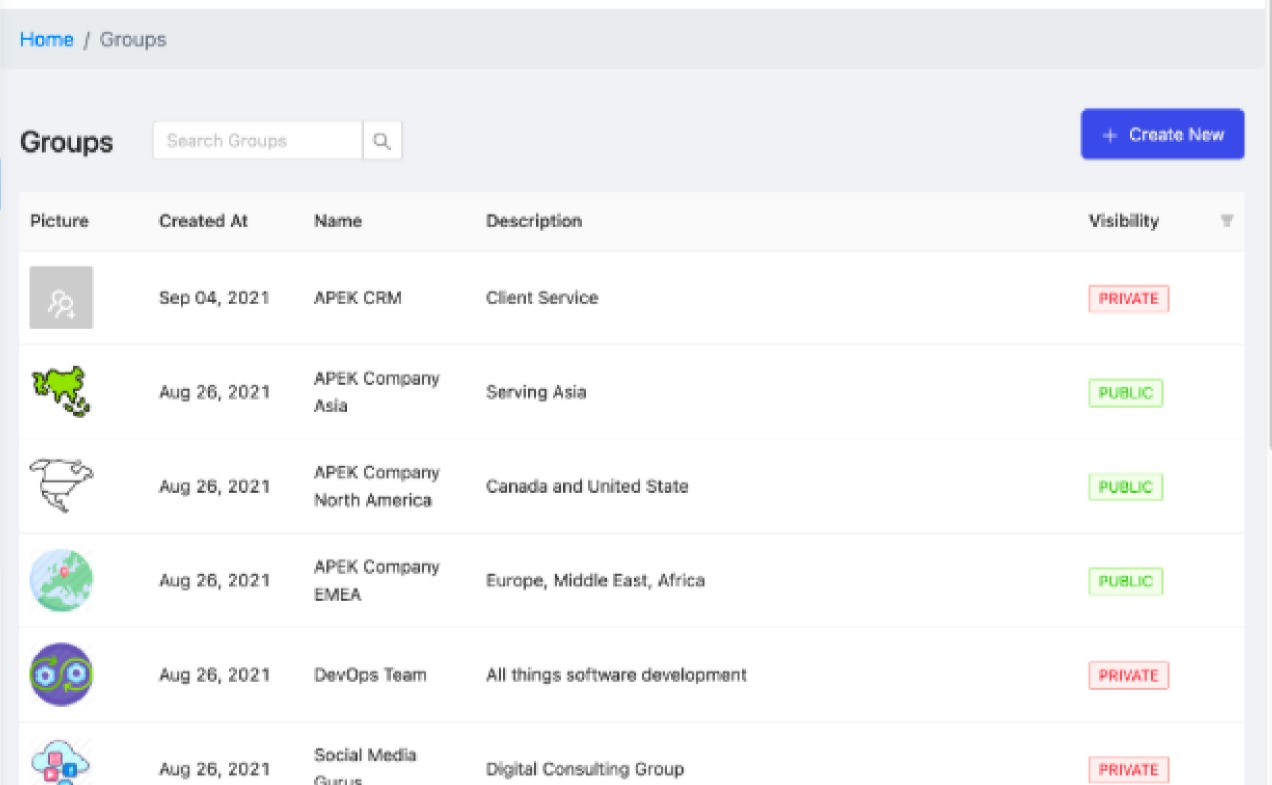 Home / Groups
Groups
Search Groups
+ Create New
Picture Created At Name Description Visibility
Sep 04, 2021 APEK CRM Client Service PRIVATE
APEK Company
Aug 26, 2021 Serving Asia PUBLIC
Asia
APEK Company
Aug 26, 2021 Canada and United State PUBLIC
North America
APEK Company
Aug 26, 2021 Europe, Middle East, Africa PUBLIC
EMEA
Aug 26, 2021 DevOps Team All things software development PRIVATE
Social Media
Aug 26, 2021 Digital Consulting Group PRIVATE
Gurus